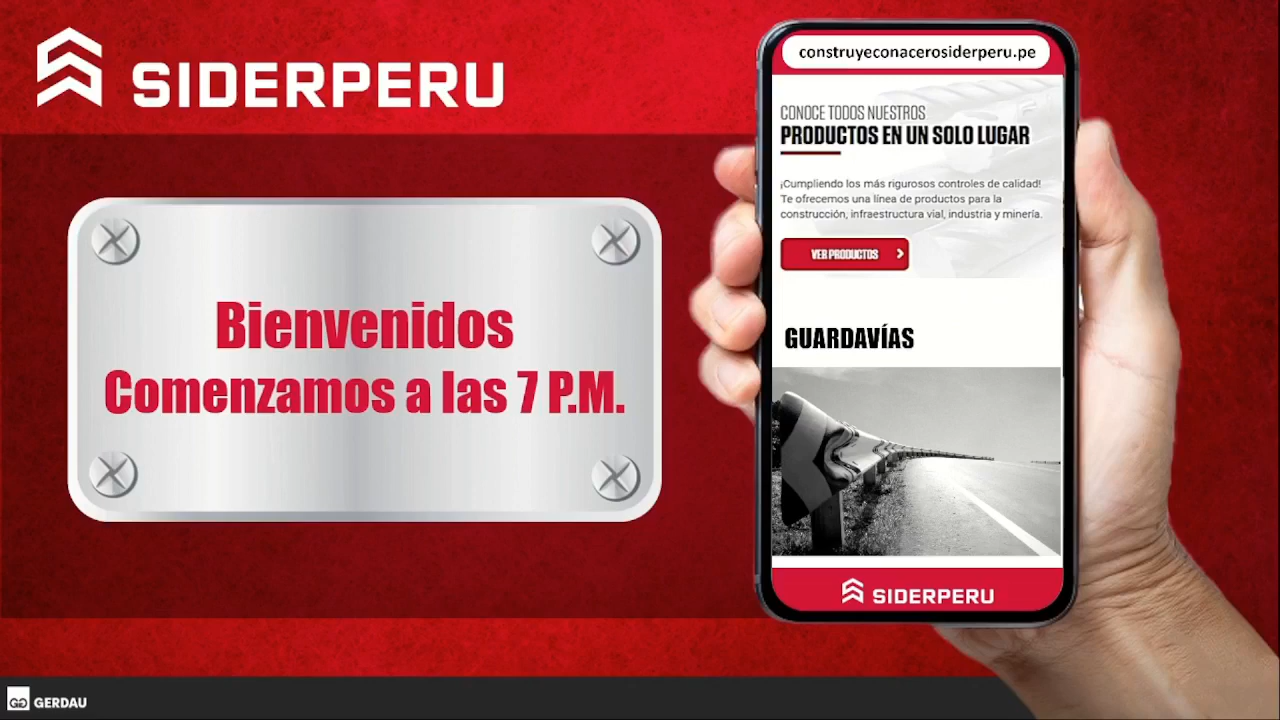 SIDERPERU
Bienvenidos
Comenzamos a las 7 P.M.
construyeconacerosiderperu.pe
CONOCE TODOS NUESTROS
PRODUCTOS EN UN SOLO LUGAR
¡Cumpliendo los más rigurosos controles de calidad!
Te ofrecemos una línea de productos para la
construcción, infraestructura vial, industria y minería.
VER PRODUCTOS
GUARDAVÍAS
SIDERPERU
GERDAU